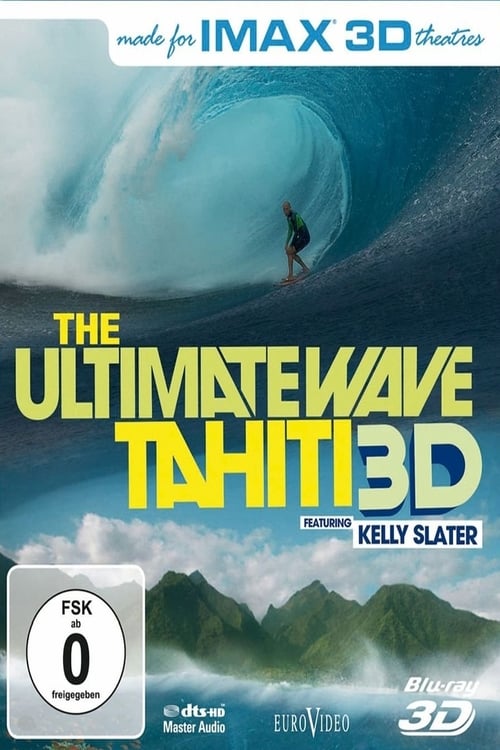 made for IMAX® 3D theatres
THE
ULTIMATE WAVE
TAHITI 3D
FEATURING
KELLY SLATER
FSK
ab
0
freigegeben
dts-HD
Master Audio
EUROVIDEO
Blu-ray
3D